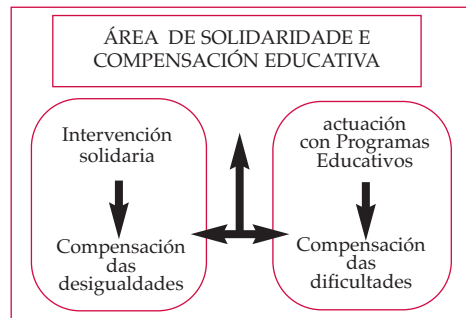 ÁREA DE SOLIDARIDADE E
COMPENSACIÓN EDUCATIVA
Intervención
solidaria
Compensación
das
desigualdades
actuación
con Programas
Educativos
Compensación
das
dificultades